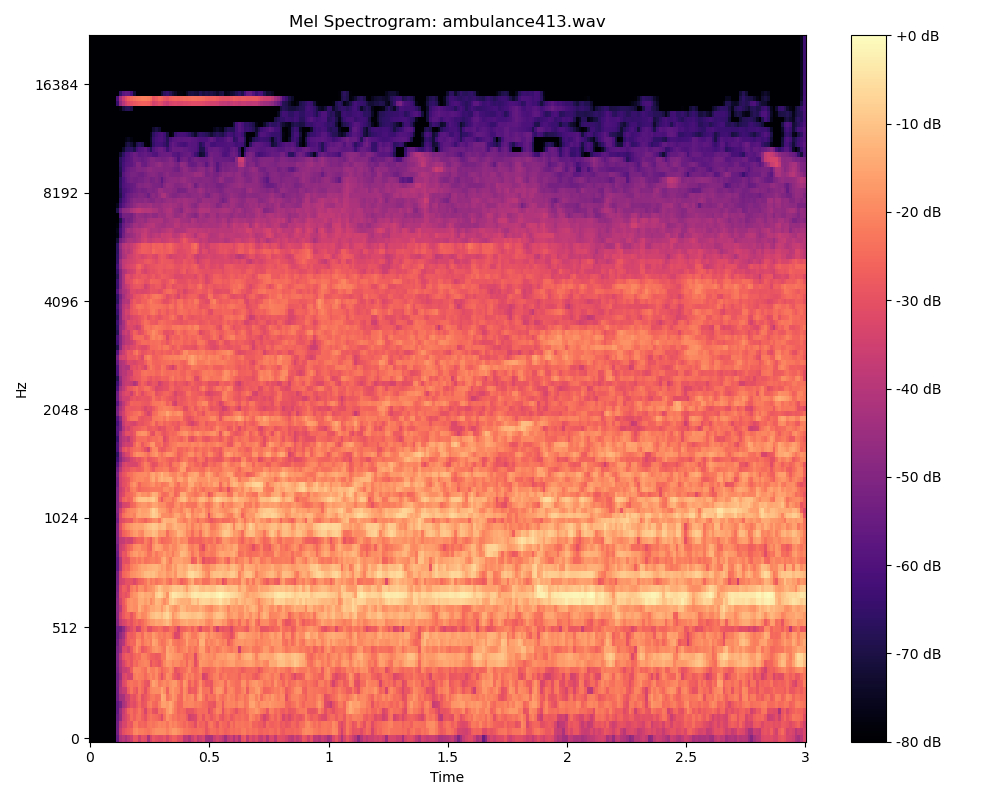 Mel Spectrogram: ambulance413.wav
16384
8192
4096
2048
1024
512
0
Hz
0
0.5
1
1.5
2
2.5
3
Time
+0 dB
-10 dB
-20 dB
-30 dB
-40 dB
-50 dB
-60 dB
-70 dB
-80 dB